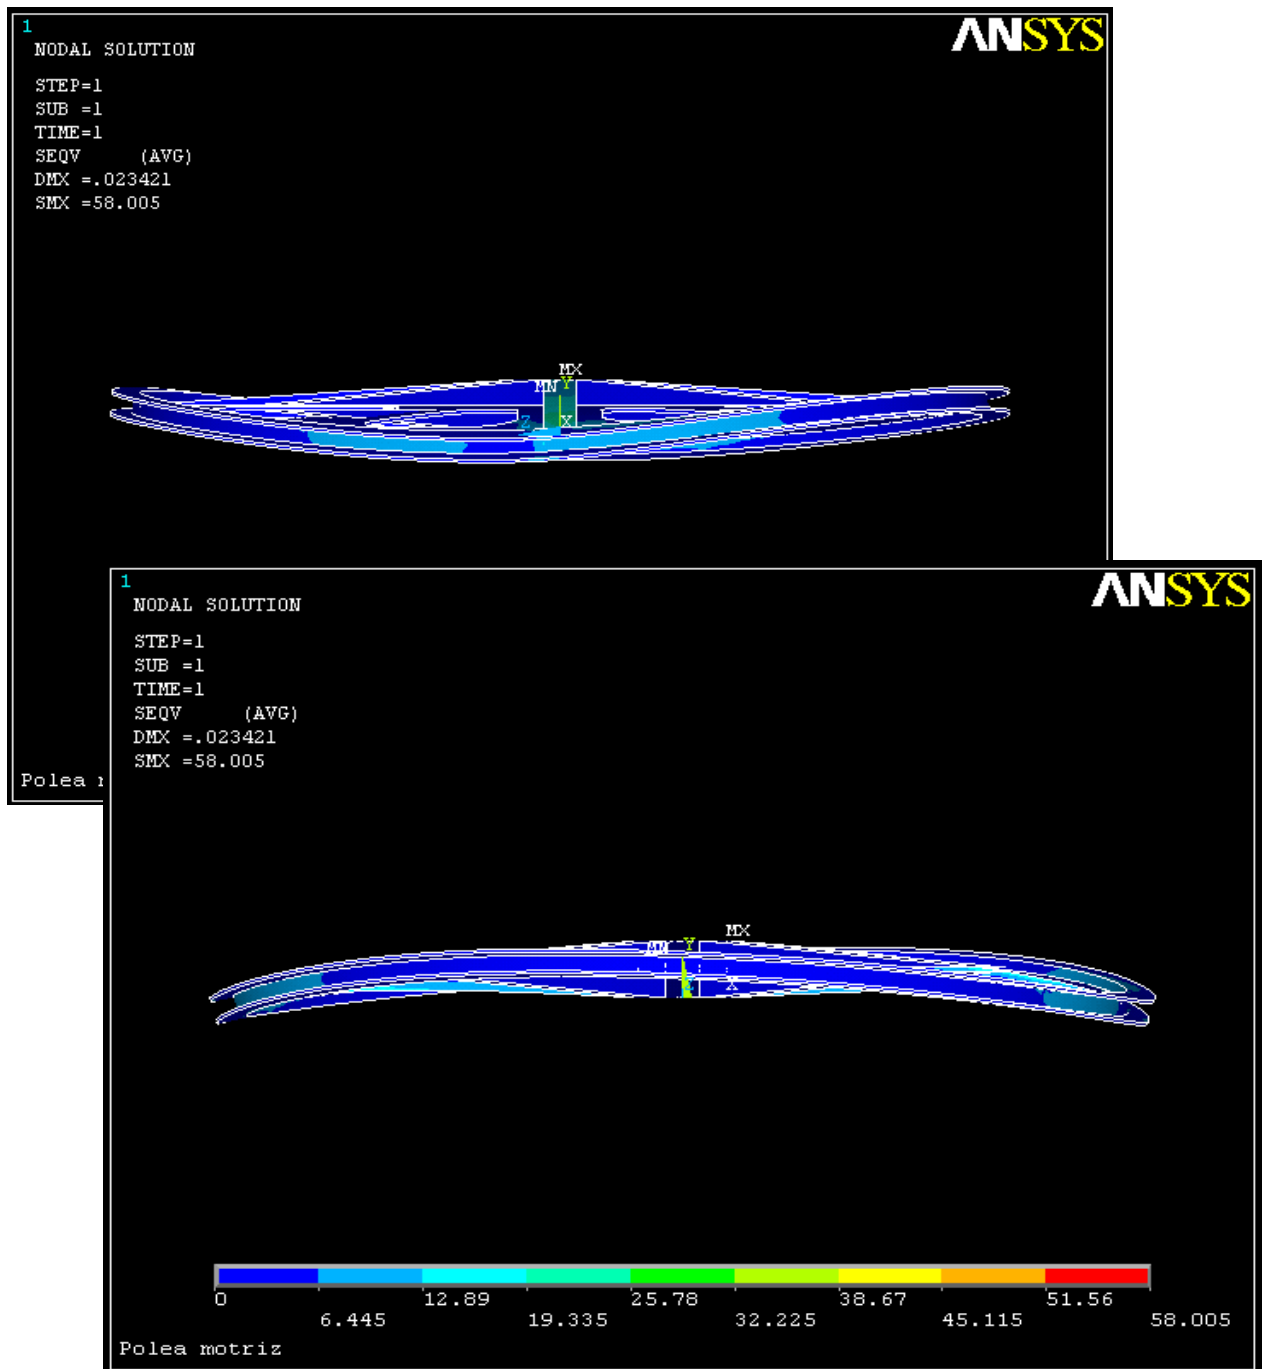 1
ANSYS
NODAL SOLUTION
STEP=1
SUB =1
TIME=1
SEQV (AVG)
DMX =.023421
SMX =58.005
MX
MN Y
Z X
Polea
1
ANSYS
NODAL SOLUTION
STEP=1
SUB =1
TIME=1
SEQV (AVG)
DMX =.023421
SMX =58.005
MX
MN Y
X
0 12.89 25.78 38.67 51.56
6.445 19.335 32.225 45.115 58.005
Polea motriz